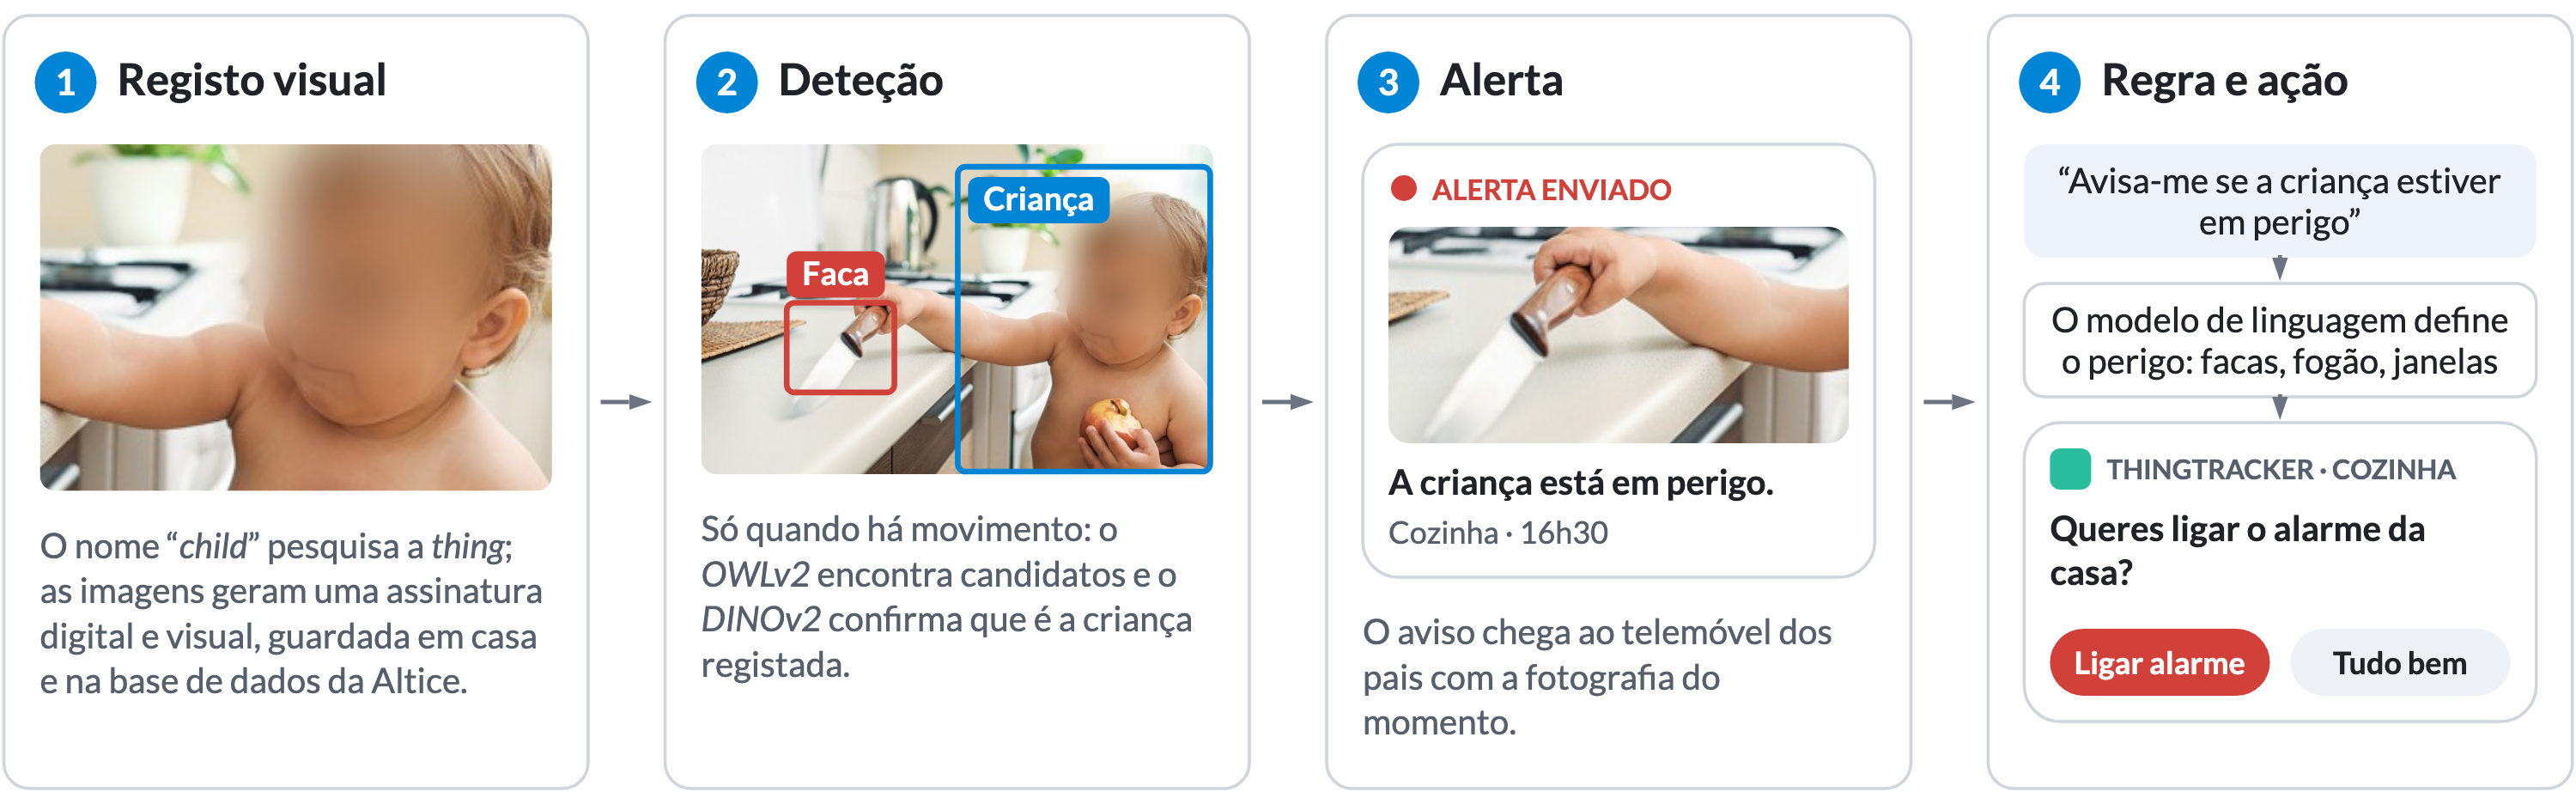 1 Registo visual
O nome “child” pesquisa a thing;
as imagens geram uma assinatura
digital e visual, guardada em casa
e na base de dados da Altice.
2 Deteção
Criança
Faca
Só quando há movimento: o
OWLv2 encontra candidatos e o
DINOv2 confirma que é a criança
registada.
3 Alerta
ALERTA ENVIADO
A criança está em perigo.
Cozinha · 16h30
O aviso chega ao telemóvel dos
pais com a fotografia do
momento.
4 Regra e ação
“Avisa-me se a criança estiver
em perigo”
O modelo de linguagem define
o perigo: facas, fogão, janelas
THINGTRACKER · COZINHA
Queres ligar o alarme da
casa?
Ligar alarme
Tudo bem